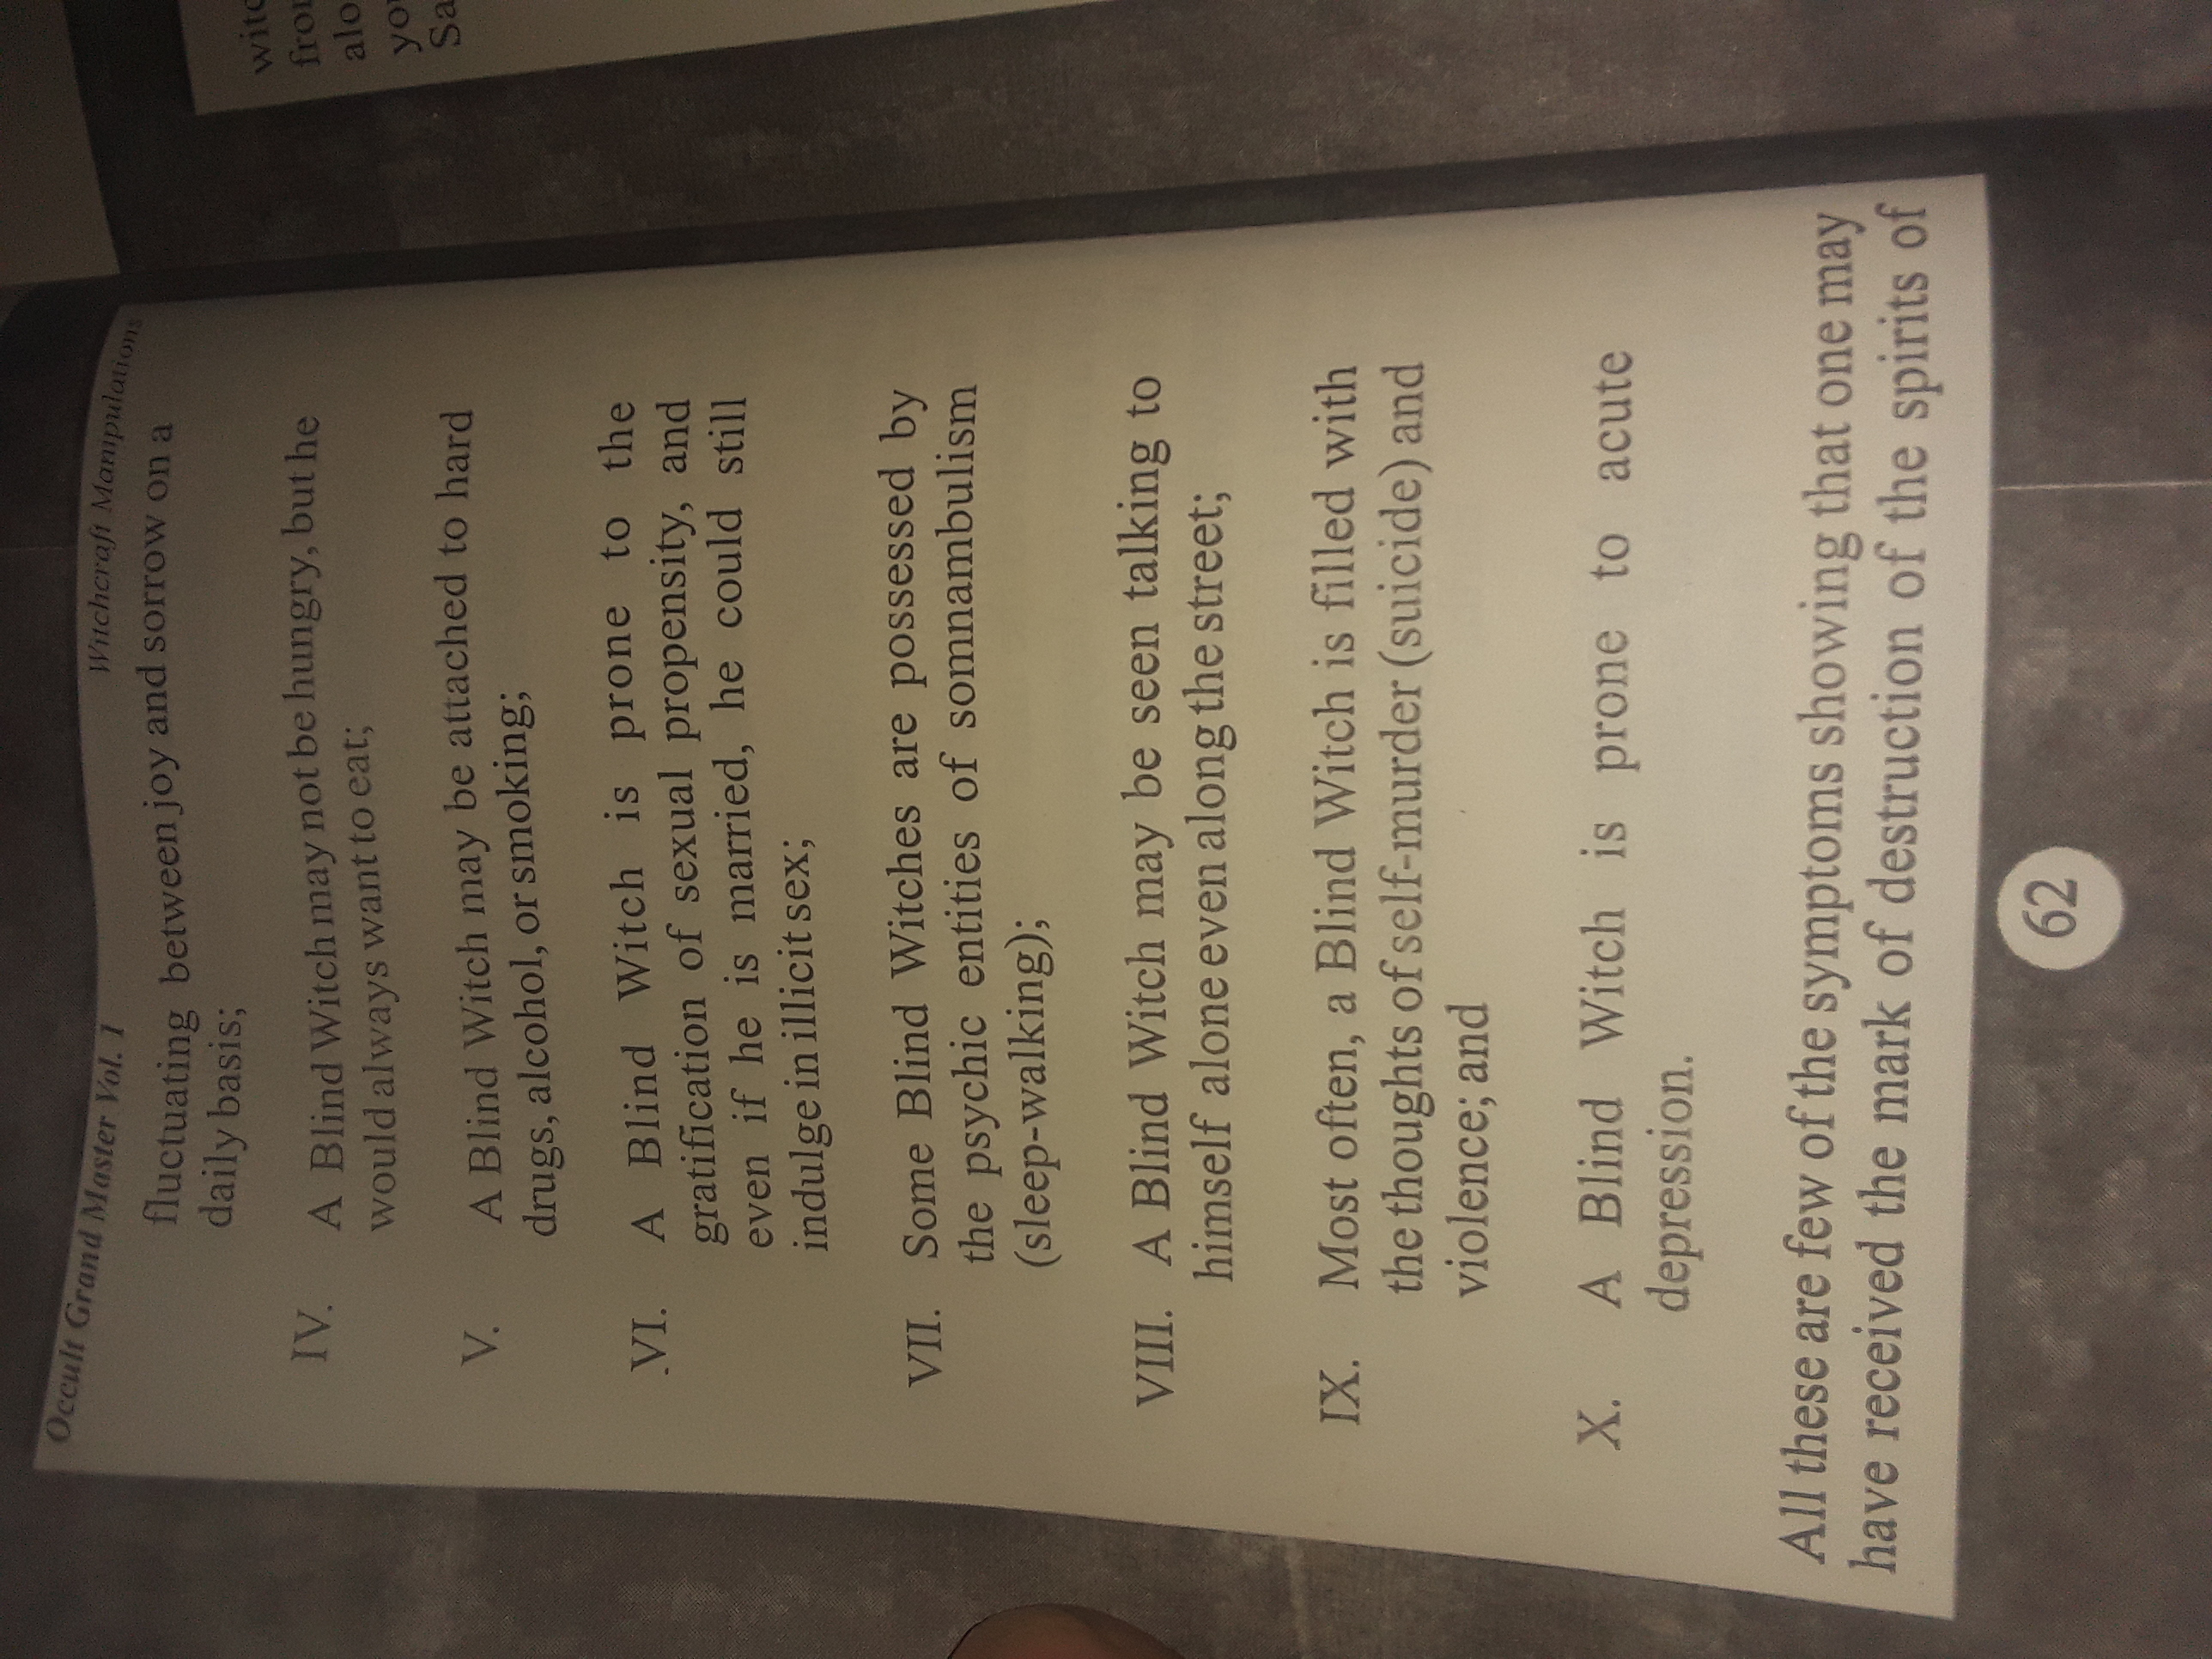 Occult Grand Master Vol. 1
Witchcraft Manipulations
fluctuating between joy and sorrow on a
daily basis;
IV. A Blind Witch may not be hungry, but he
would always want to eat;
V. A Blind Witch may be attached to hard
drugs, alcohol, or smoking;
VI. A Blind Witch is prone to the
gratification of sexual propensity, and
even if he is married, he could still
indulge in illicit sex;
VII. Some Blind Witches are possessed by
the psychic entities of somnambulism
(sleep-walking);
VIII. A Blind Witch may be seen talking to
himself alone even along the street;
IX. Most often, a Blind Witch is filled with
the thoughts of self-murder (suicide) and
violence; and
X. A Blind Witch is prone to acute
depression.
All these are few of the symptoms showing that one may
have received the mark of destruction of the spirits of
62